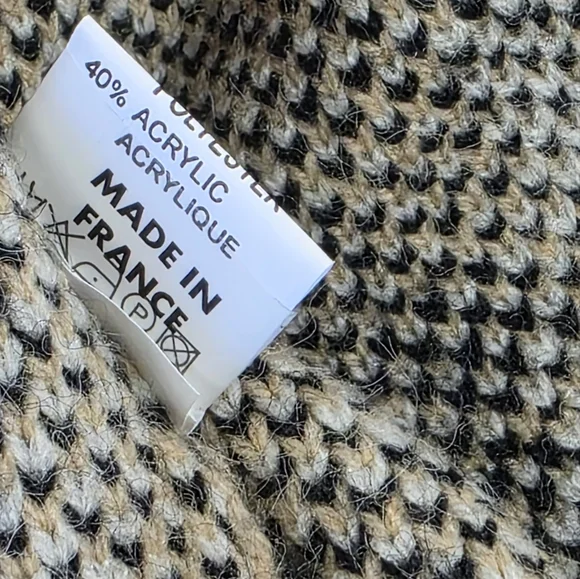 POLYESTER
40% ACRYLIC
ACRYLIQUE
MADE IN
FRANCE
P